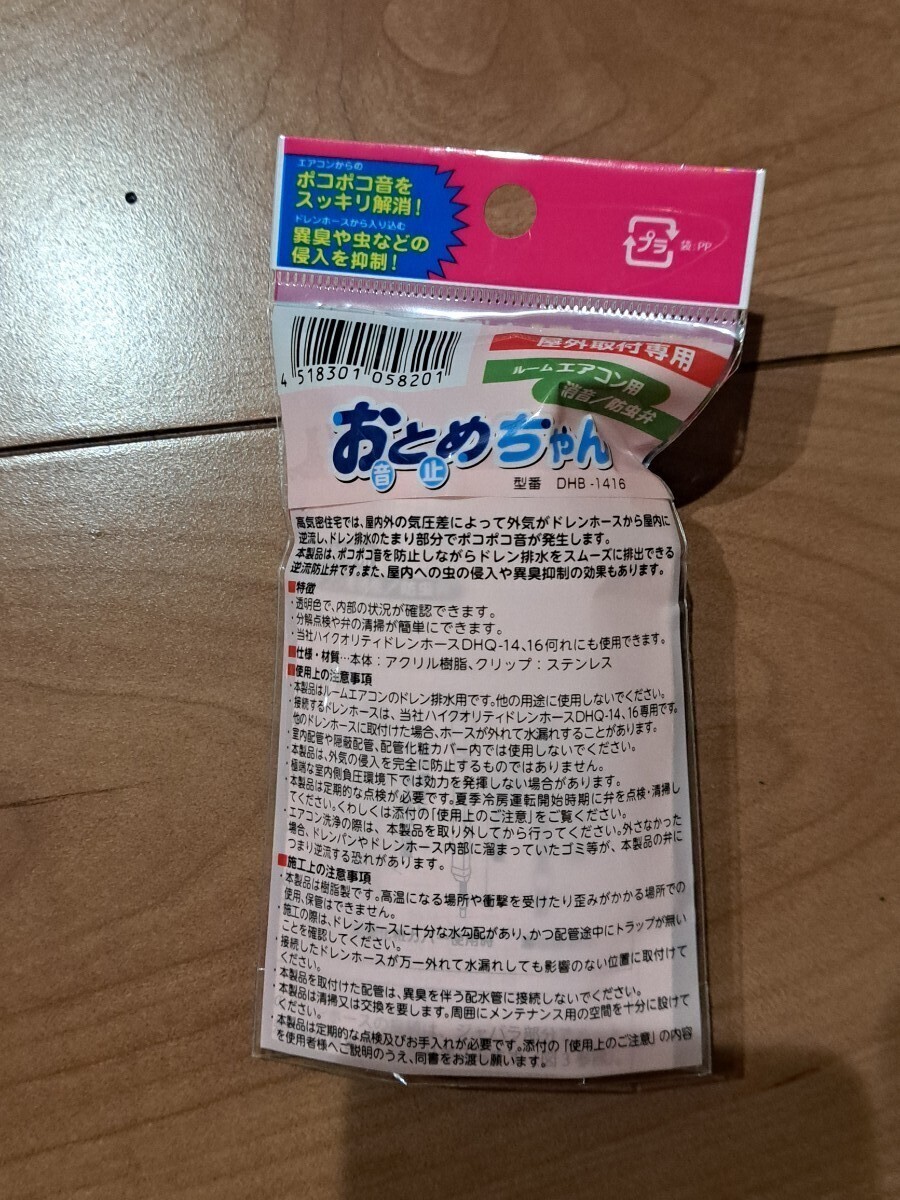 エアコンからの
ポコポコ音を
スッキリ解消!
ドレンホースから入り込む
異臭や虫などの
侵入を抑制!
プラ
袋:PP
4 518301 058201
屋外取付専用
ルームエアコン用
消音/防虫弁
おとめちゃん
音 止
型番 DHB-1416
高気密住宅では、屋内外の気圧差によって外気がドレンホースから屋内に
逆流し、ドレン排水のたまり部分でポコポコ音が発生します。
本製品は、ポコポコ音を防止しながらドレン排水をスムーズに排出できる
逆流防止弁です。また、屋内への虫の侵入や異臭抑制の効果もあります。
■特徴
・透明色で、内部の状況が確認できます。
・分解点検や弁の清掃が簡単にできます。
・当社ハイクオリティドレンホースDHQ-14、16何れにも使用できます。
■仕様・材質…本体:アクリル樹脂、クリップ:ステンレス
■使用上の注意事項
・本製品はルームエアコンのドレン排水用です。他の用途に使用しないでください。
・接続するドレンホースは、当社ハイクオリティドレンホースDHQ-14、16専用です。
他のドレンホースに取付けた場合、ホースが外れて水漏れすることがあります。
・室内配管や隠蔽配管、配管化粧カバー内では使用しないでください。
・本製品は、外気の侵入を完全に防止するものではありません。
・極端な室内側負圧環境下では効力を発揮しない場合があります。
・本製品は定期的な点検が必要です。夏季冷房運転開始時期に弁を点検・清掃し
てください。くわしくは添付の「使用上のご注意」をご覧ください。
・エアコン洗浄の際は、本製品を取り外してから行ってください。外さなかった
場合、ドレンパンやドレンホース内部に溜まっていたゴミ等が、本製品の弁に
つまり逆流する恐れがあります。
■施工上の注意事項
・本製品は樹脂製です。高温になる場所や衝撃を受けたり歪みがかかる場所での
使用、保管はできません。
・施工の際は、ドレンホースに十分な水勾配があり、かつ配管途中にトラップが無い
ことを確認してください。
・接続したドレンホースが万一外れて水漏れしても影響のない位置に取付けて
ください。
・本製品を取付けた配管は、異臭を伴う配水管に接続しないでください。
・本製品は清掃又は交換を要します。周囲にメンテナンス用の空間を十分に設けて
ください。
・本製品は定期的な点検及びお手入れが必要です。添付の「使用上のご注意」の内容
を使用者様へご説明のうえ、同書をお渡し願います。